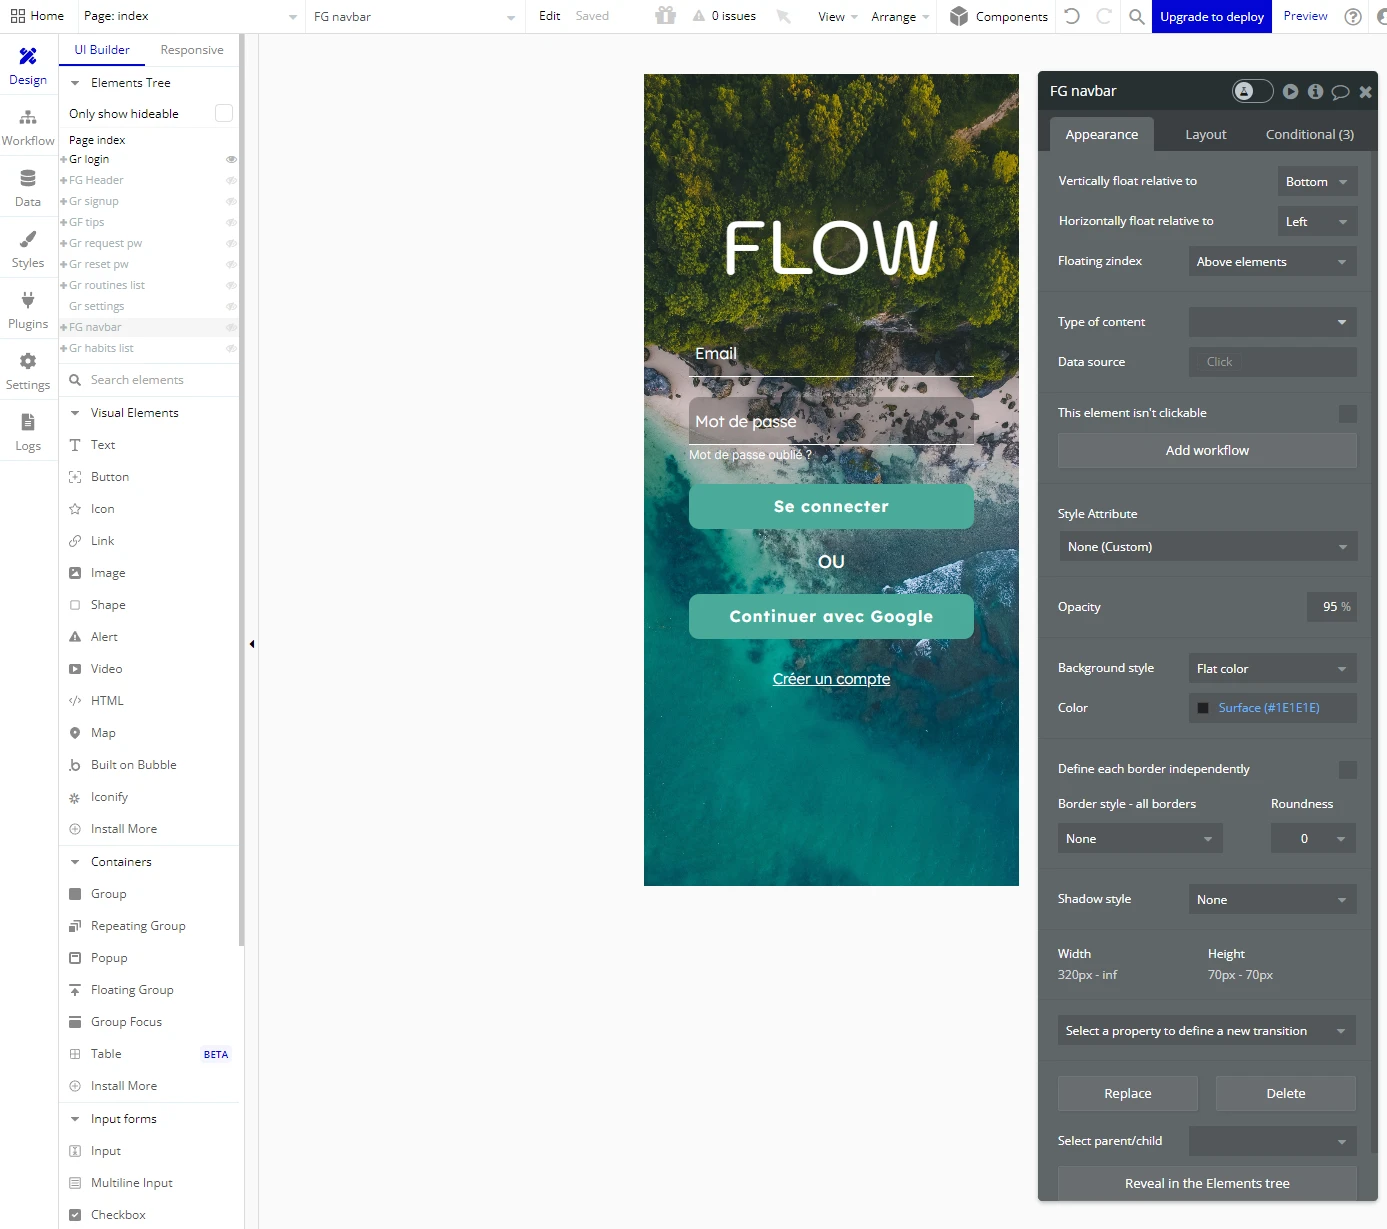 Home
Page: index
FG navbar
Edit
Saved
0 issues
View
Arrange
Components
Upgrade to deploy
Preview
Design
Workflow
Data
Styles
Plugins
Settings
Logs
UI Builder
Responsive
Elements Tree
Only show hideable
Page index
Gr login
FG Header
Gr signup
GF tips
Gr request pw
Gr reset pw
Gr routines list
Gr settings
FG navbar
Gr habits list
Search elements
Visual Elements
Text
Button
Icon
Link
Image
Shape
Alert
Video
HTML
Map
Built on Bubble
Iconify
Install More
Containers
Group
Repeating Group
Popup
Floating Group
Group Focus
Table BETA
Install More
Input forms
Input
Multiline Input
Checkbox
FLOW
Email
Mot de passe
Mot de passe oublié ?
Se connecter
OU
Continuer avec Google
Créer un compte
FG navbar
Appearance
Layout
Conditional (3)
Vertically float relative to Bottom
Horizontally float relative to Left
Floating zindex Above elements
Type of content
Data source Click
This element isn't clickable
Add workflow
Style Attribute
None (Custom)
Opacity 95 %
Background style Flat color
Color Surface (#1E1E1E)
Define each border independently
Border style - all borders Roundness
None 0
Shadow style None
Width Height
320px - inf 70px - 70px
Select a property to define a new transition
Replace Delete
Select parent/child
Reveal in the Elements tree